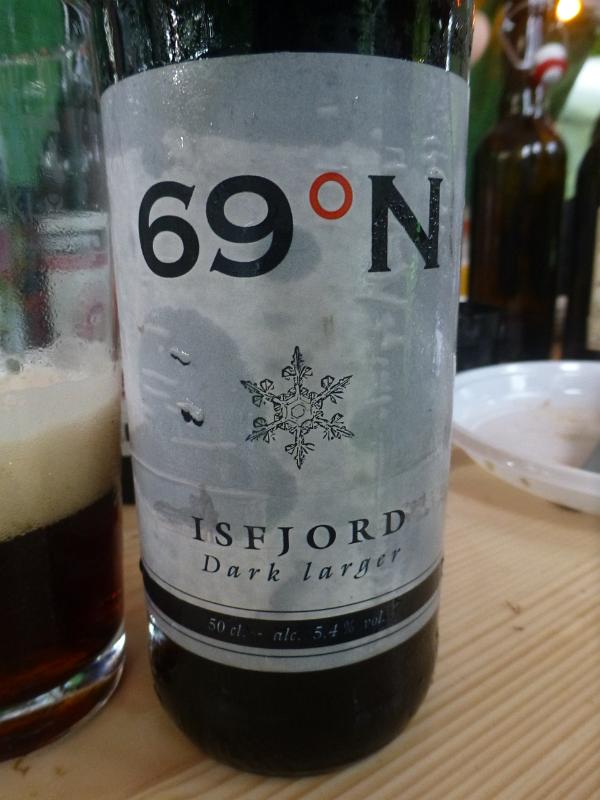 69°N
ISFJORD
Dark larger
50 cl. - alc. 5.4% vol.